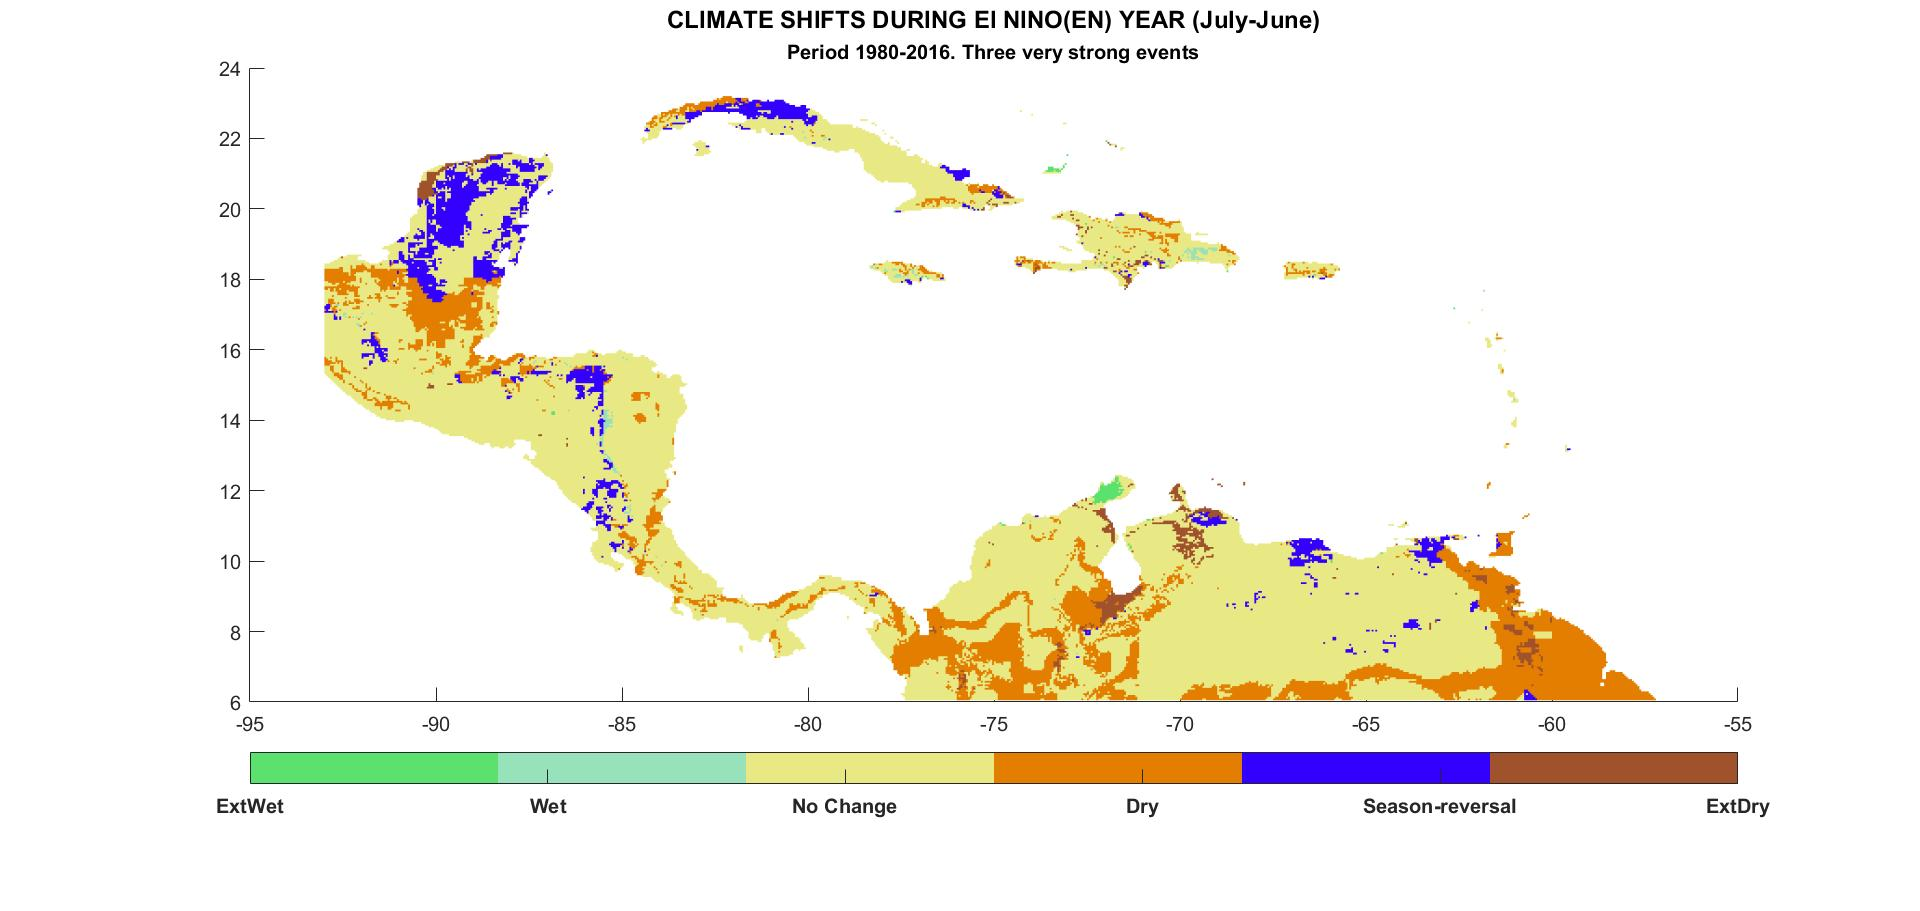 CLIMATE SHIFTS DURING EI NINO(EN) YEAR (July-June)
Period 1980-2016. Three very strong events
24
22
20
18
16
14
12
10
8
6
-95 -90 -85 -80 -75 -70 -65 -60 -55
ExtWet Wet No Change Dry Season-reversal ExtDry